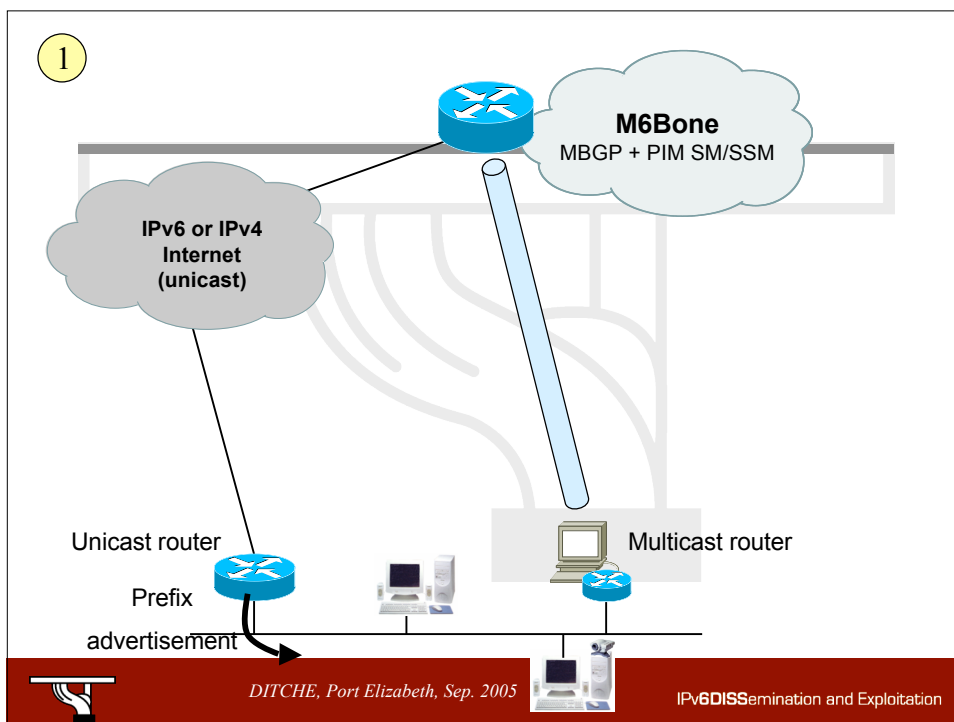 1
M6Bone
MBGP + PIM SM/SSM
IPv6 or IPv4
Internet
(unicast)
Unicast router
Multicast router
Prefix
advertisement
DITCHE, Port Elizabeth, Sep. 2005
IPv6DISSemination and Exploitation